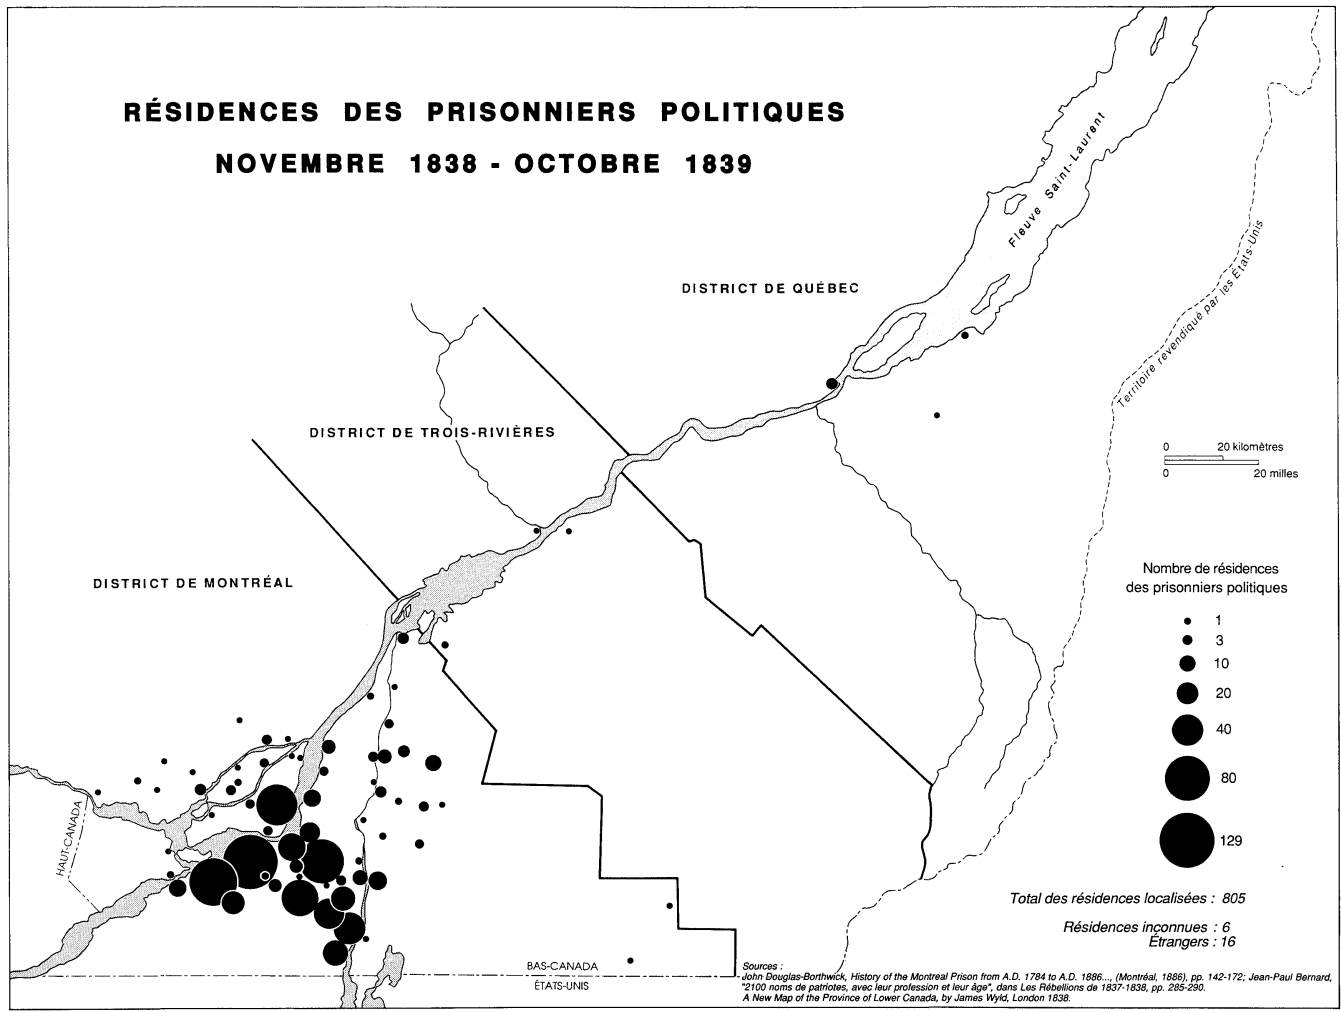 RÉSIDENCES DES PRISONNIERS POLITIQUES
NOVEMBRE 1838 - OCTOBRE 1839
Fleuve Saint-Laurent
Territoire revendiqué par les États-Unis
DISTRICT DE QUÉBEC
DISTRICT DE TROIS-RIVIÈRES
DISTRICT DE MONTRÉAL
HAUT-CANADA
BAS-CANADA
ÉTATS-UNIS
0 20 kilomètres
0 20 milles
Nombre de résidences
des prisonniers politiques
1
3
10
20
40
80
129
Total des résidences localisées : 805
Résidences inconnues : 6
Étrangers : 16
Sources :
John Douglas-Borthwick, History of the Montreal Prison from A.D. 1784 to A.D. 1886..., (Montréal, 1886), pp. 142-172; Jean-Paul Bernard,
"2100 noms de patriotes, avec leur profession et leur âge", dans Les Rébellions de 1837-1838, pp. 285-290.
A New Map of the Province of Lower Canada, by James Wyld, London 1838.